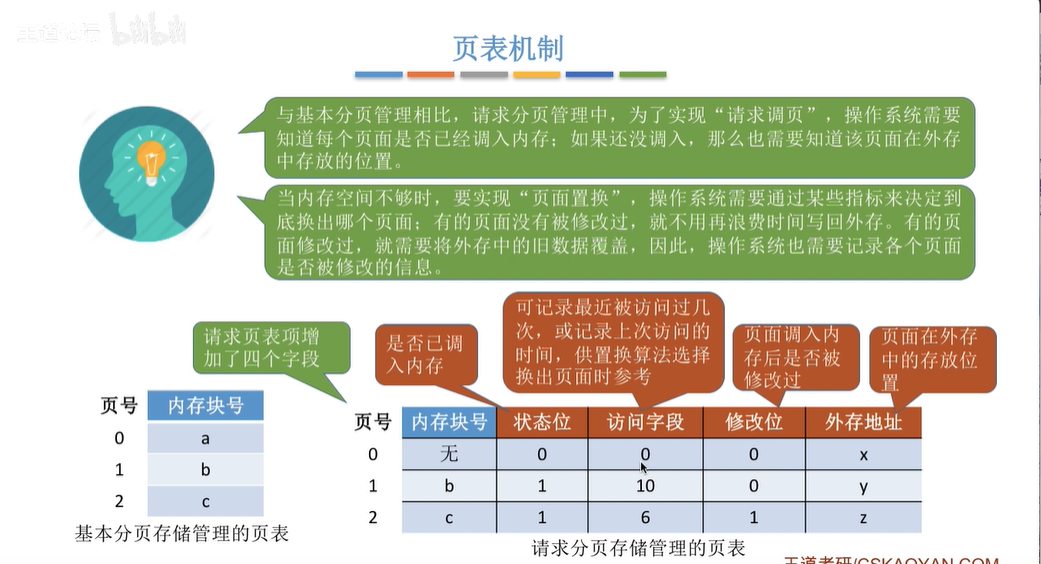 王道论坛 bilibili
页表机制
与基本分页管理相比，请求分页管理中，为了实现“请求调页”，操作系统需要
知道每个页面是否已经调入内存；如果还没调入，那么也需要知道该页面在外存
中存放的位置。
当内存空间不够时，要实现“页面置换”，操作系统需要通过某些指标来决定到
底换出哪个页面；有的页面没有被修改过，就不用再浪费时间写回外存。有的页
面修改过，就需要将外存中的旧数据覆盖，因此，操作系统也需要记录各个页面
是否被修改的信息。
请求页表项增
加了四个字段
是否已调
入内存
可记录最近被访问过几
次，或记录上次访问的
时间，供置换算法选择
换出页面时参考
页面调入内
存后是否被
修改过
页面在外存
中的存放位
置
页号 内存块号
0 a
1 b
2 c
基本分页存储管理的页表
页号 内存块号 状态位 访问字段 修改位 外存地址
0 无 0 0 0 x
1 b 1 10 0 y
2 c 1 6 1 z
请求分页存储管理的页表
王道考研/CSKAOYAN.COM